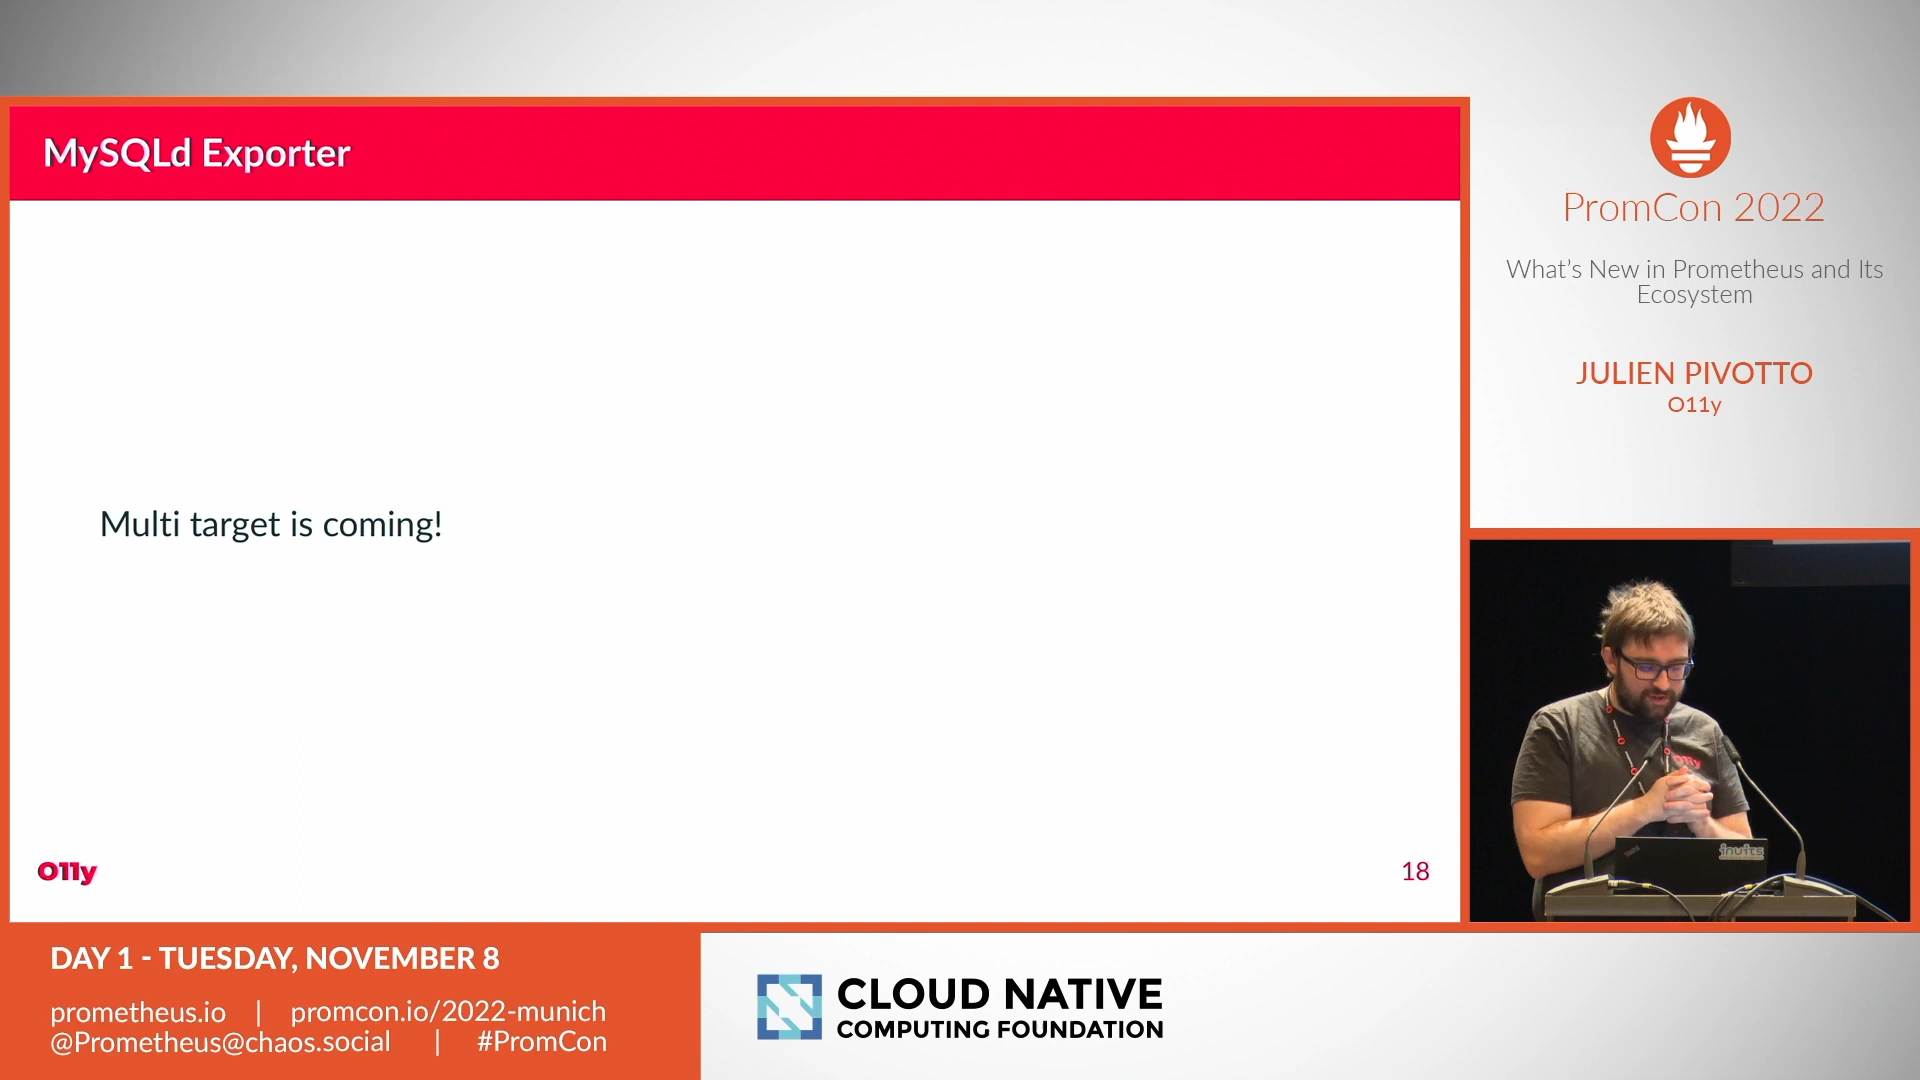 MySQLd Exporter
Multi target is coming!
O11y
18
PromCon 2022
What's New in Prometheus and Its
Ecosystem
JULIEN PIVOTTO
O11y
O11y
inuits
DAY 1 - TUESDAY, NOVEMBER 8
prometheus.io | promcon.io/2022-munich
@Prometheus@chaos.social | #PromCon
CLOUD NATIVE
COMPUTING FOUNDATION